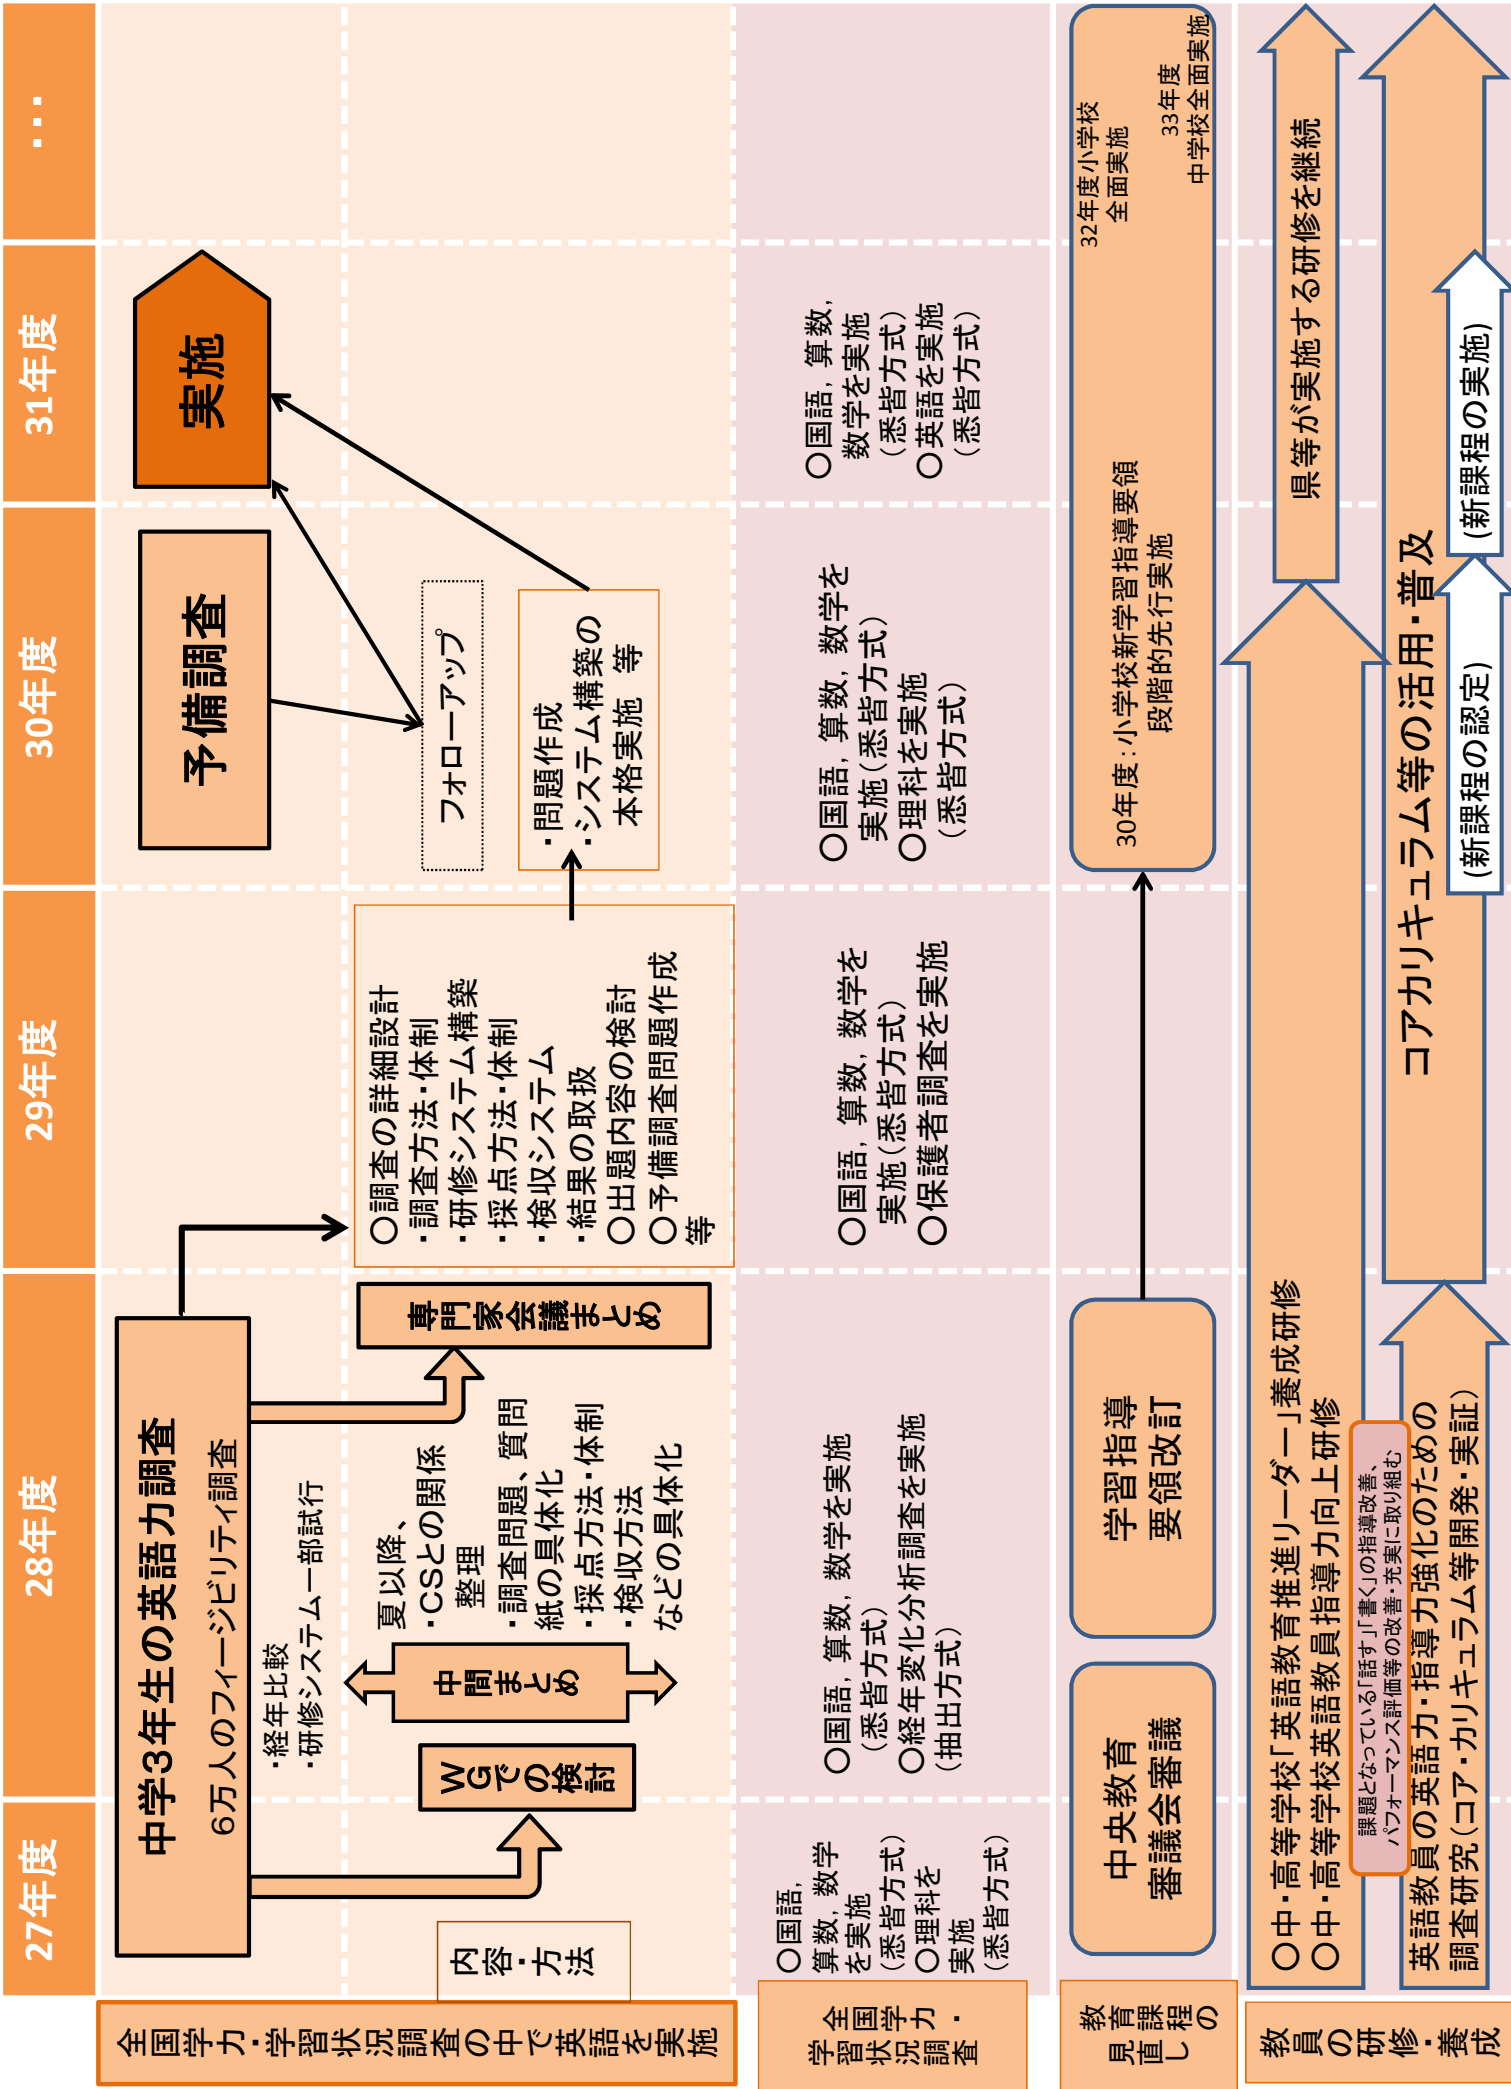 27年度
28年度
29年度
30年度
31年度
・・・
全国学力・学習状況調査の中で英語を実施
中学3年生の英語力調査
6万人のフィージビリティ調査
・経年比較
・研修システム一部試行
予備調査
実施
内容・方法
WGでの検討
中間まとめ
夏以降、
・CSとの関係
整理
・調査問題、質問
紙の具体化
・採点方法・体制
・検収方法
などの具体化
専門家会議まとめ
○調査の詳細設計
・調査方法・体制
・研修システム構築
・採点方法・体制
・検収システム
・結果の取扱
○出題内容の検討
○予備調査問題作成
等
フォローアップ
・問題作成
・システム構築の
本格実施 等
全国学力・
学習状況調査
○国語,
算数, 数学
を実施
(悉皆方式)
○理科を
実施
(悉皆方式)
○国語, 算数, 数学を実施
(悉皆方式)
○経年変化分析調査を実施
(抽出方式)
○国語, 算数, 数学を
実施(悉皆方式)
○保護者調査を実施
○国語, 算数, 数学を
実施(悉皆方式)
○理科を実施
(悉皆方式)
○国語, 算数,
数学を実施
(悉皆方式)
○英語を実施
(悉皆方式)
教育課程の
見直し
中央教育
審議会審議
学習指導
要領改訂
30年度:小学校新学習指導要領
段階的先行実施
32年度小学校
全面実施
33年度
中学校全面実施
教員の研修・養成
○中・高等学校「英語教育推進リーダー」養成研修
○中・高等学校英語教員指導力向上研修
県等が実施する研修を継続
課題となっている「話す」「書く」の指導改善、
パフォーマンス評価等の改善・充実に取り組む
英語教員の英語力・指導力強化のための
調査研究(コア・カリキュラム等開発・実証)
コアカリキュラム等の活用・普及
(新課程の認定)
(新課程の実施)